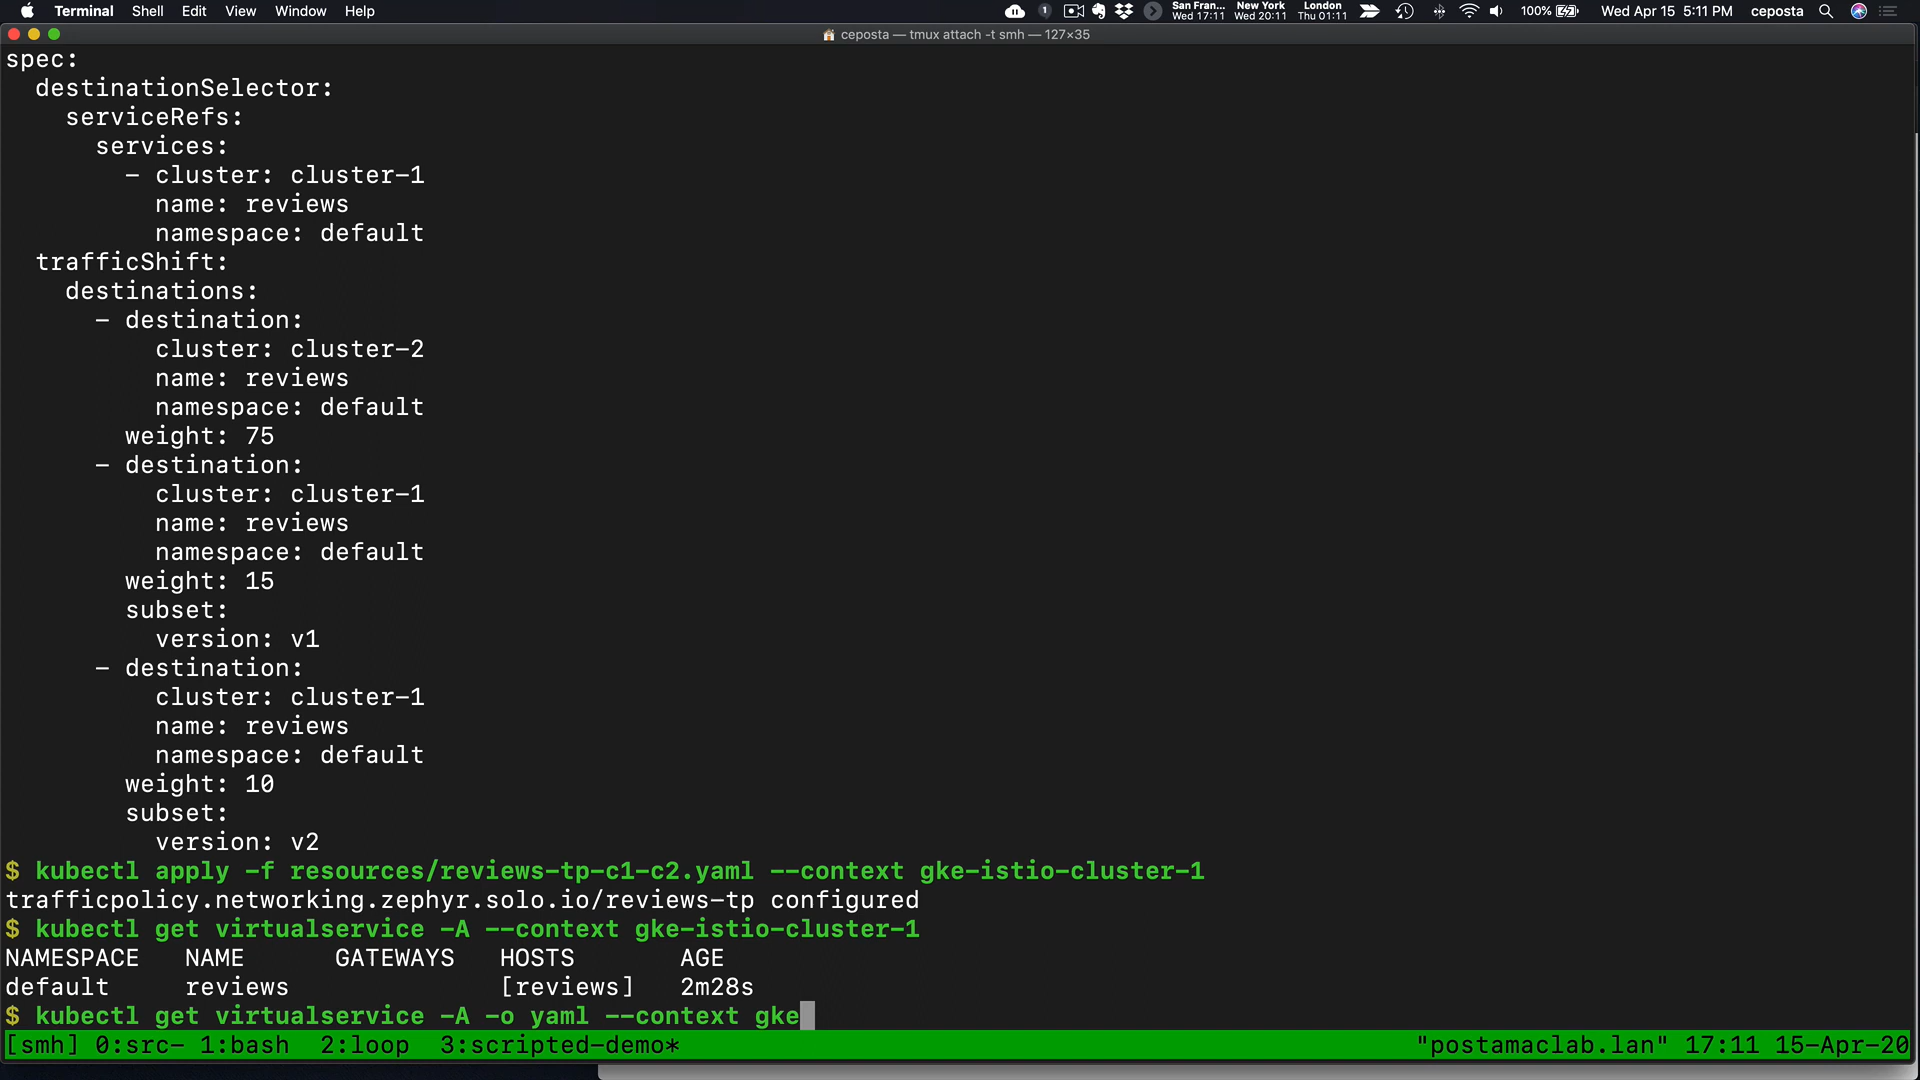 Terminal Shell Edit View Window Help 1 San Fran... Wed 17:11 New York Wed 20:11 London Thu 01:11 100% Wed Apr 15 5:11 PM ceposta
ceposta — tmux attach -t smh — 127×35
spec:
  destinationSelector:
    serviceRefs:
      services:
        - cluster: cluster-1
          name: reviews
          namespace: default
  trafficShift:
    destinations:
      - destination:
          cluster: cluster-2
          name: reviews
          namespace: default
        weight: 75
      - destination:
          cluster: cluster-1
          name: reviews
          namespace: default
        weight: 15
        subset:
          version: v1
      - destination:
          cluster: cluster-1
          name: reviews
          namespace: default
        weight: 10
        subset:
          version: v2
$ kubectl apply -f resources/reviews-tp-c1-c2.yaml --context gke-istio-cluster-1
trafficpolicy.networking.zephyr.solo.io/reviews-tp configured
$ kubectl get virtualservice -A --context gke-istio-cluster-1
NAMESPACE   NAME      GATEWAYS   HOSTS       AGE
default     reviews              [reviews]   2m28s
$ kubectl get virtualservice -A -o yaml --context gke
[smh] 0:src- 1:bash  2:loop  3:scripted-demo* "postamaclab.lan" 17:11 15-Apr-20